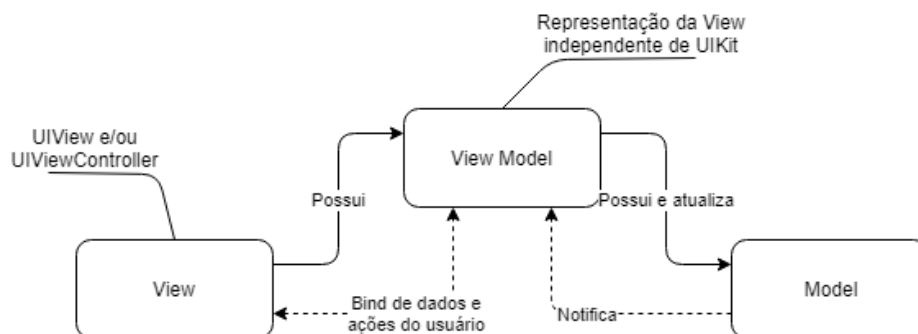 Representação da View
independente de UIKit
UIView e/ou
UIViewController
View Model
Possui
Possui e atualiza
View
Bind de dados e
ações do usuário
Notifica
Model